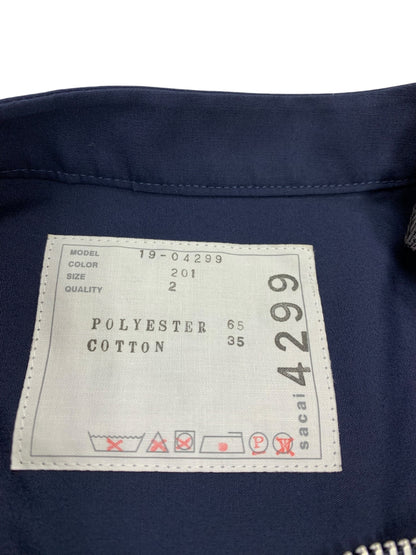 MODEL 19-04299
COLOR
SIZE 201
QUALITY 2
POLYESTER 65
COTTON 35
sacai 4299
P
W